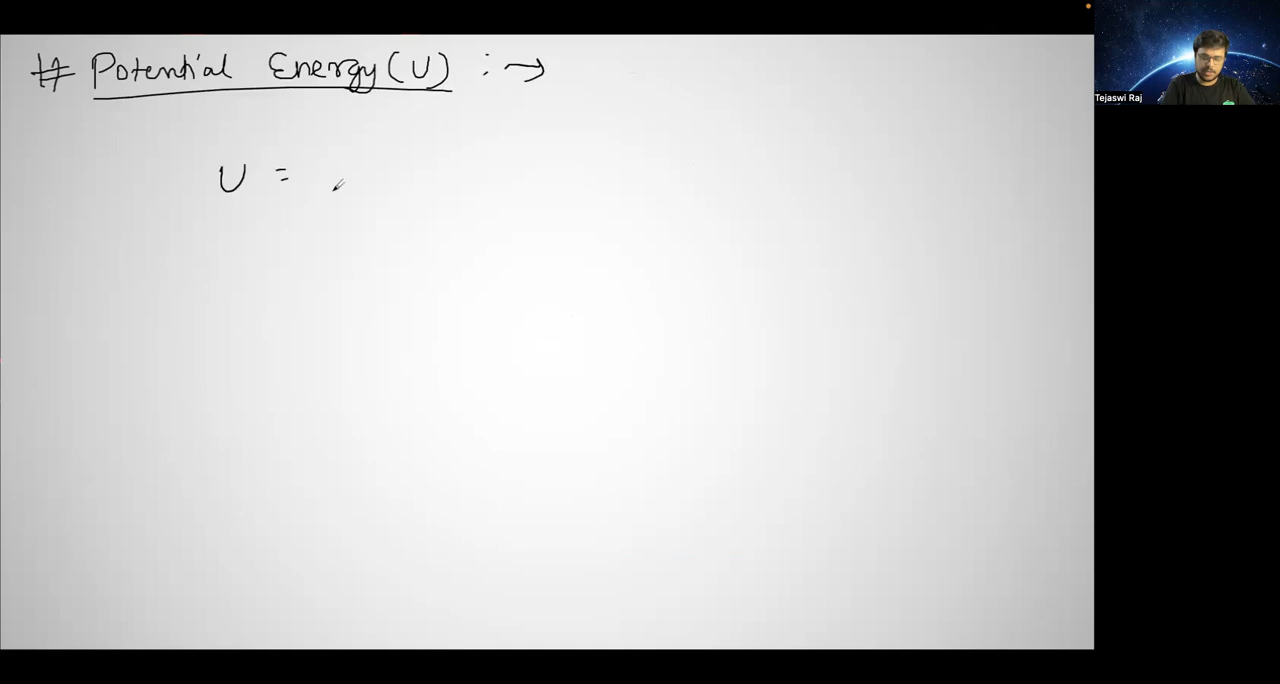 # Potential Energy (U) : →
U =
Tejaswi Raj